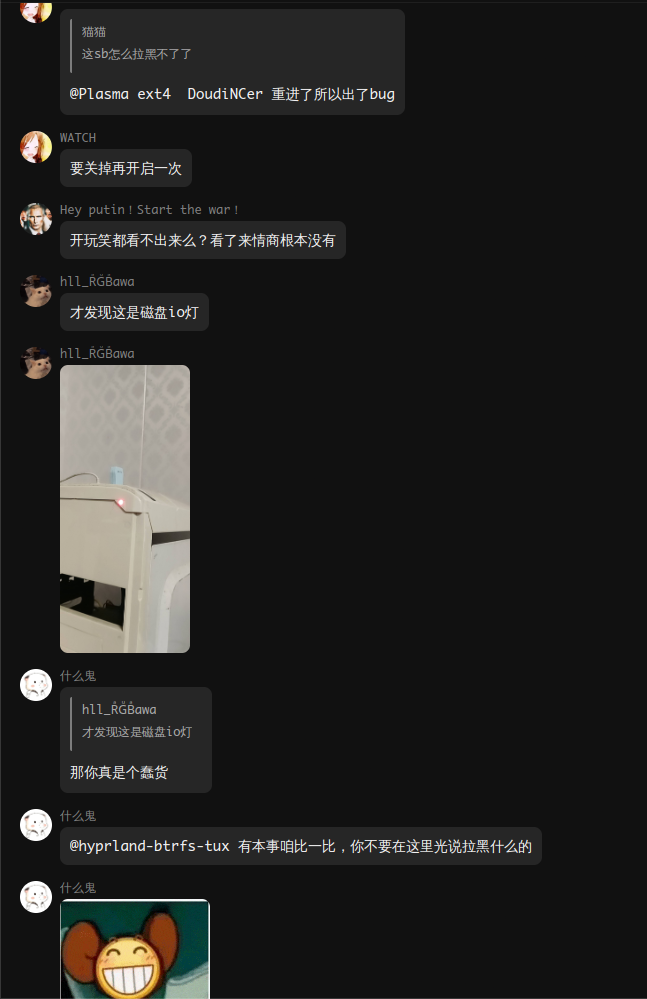 猫猫
这sb怎么拉黑不了了
@Plasma ext4  DoudiNCer 重进了所以出了bug
WATCH
要关掉再开启一次
Hey putin！Start the war！
开玩笑都看不出来么？看了来情商根本没有
hll_R̊G̈B̊awa
才发现这是磁盘io灯
hll_R̊G̈B̊awa
什么鬼
hll_R̊G̈B̊awa
才发现这是磁盘io灯
那你真是个蠢货
什么鬼
@hyprland-btrfs-tux 有本事咱比一比，你不要在这里光说拉黑什么的
什么鬼